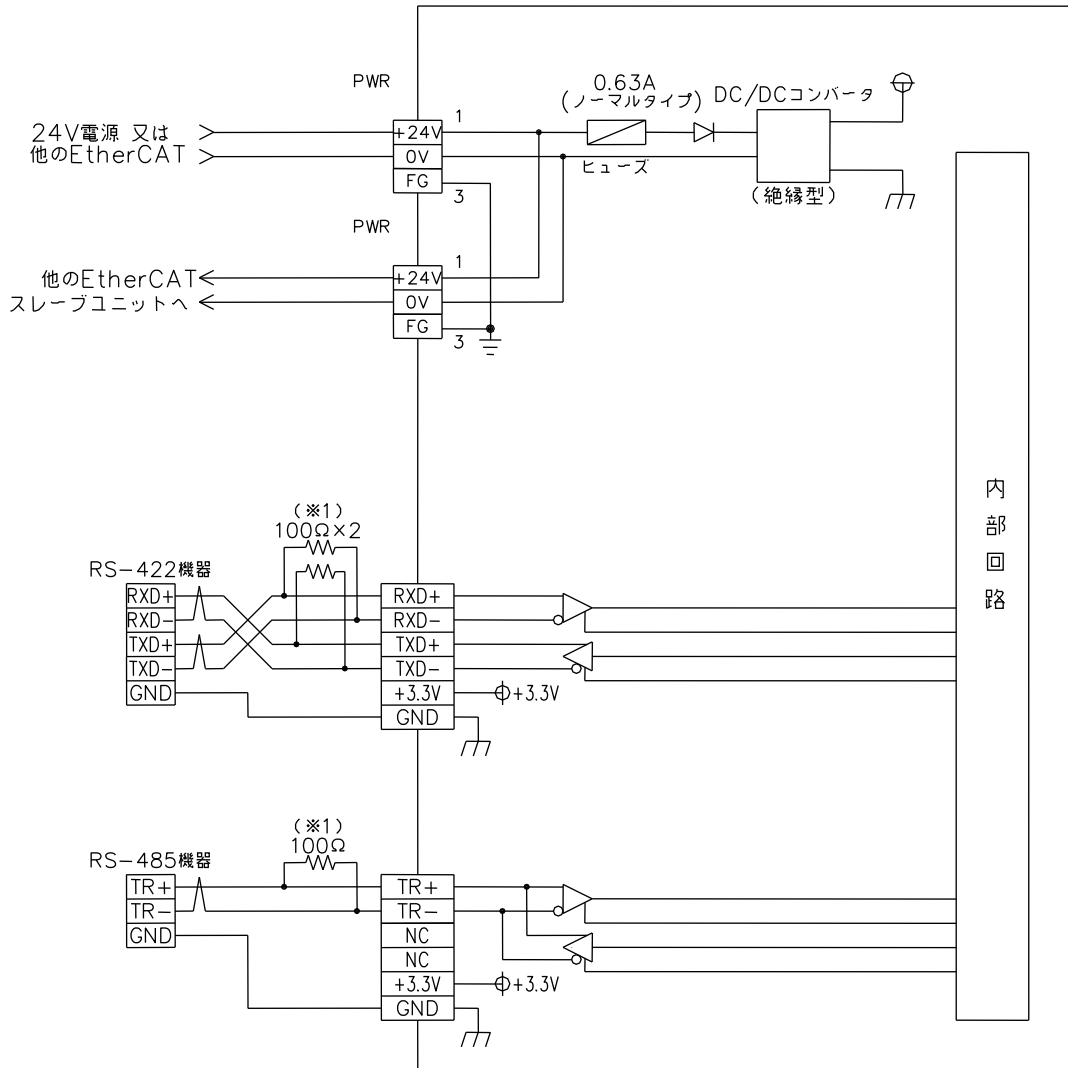 PWR
0.63A
(ノーマルタイプ)
DC/DCコンバータ
1
24V電源 又は
+24V
他のEtherCAT
0V
ヒューズ
FG
3
(絶縁型)
PWR
1
他のEtherCAT
+24V
スレーブユニットへ
0V
FG
3
内部回路
(※1)
100Ω×2
RS-422機器
RXD+
RXD-
TXD+
TXD-
GND
RXD+
RXD-
TXD+
TXD-
+3.3V
+3.3V
GND
(※1)
100Ω
RS-485機器
TR+
TR-
GND
TR+
TR-
NC
NC
+3.3V
+3.3V
GND